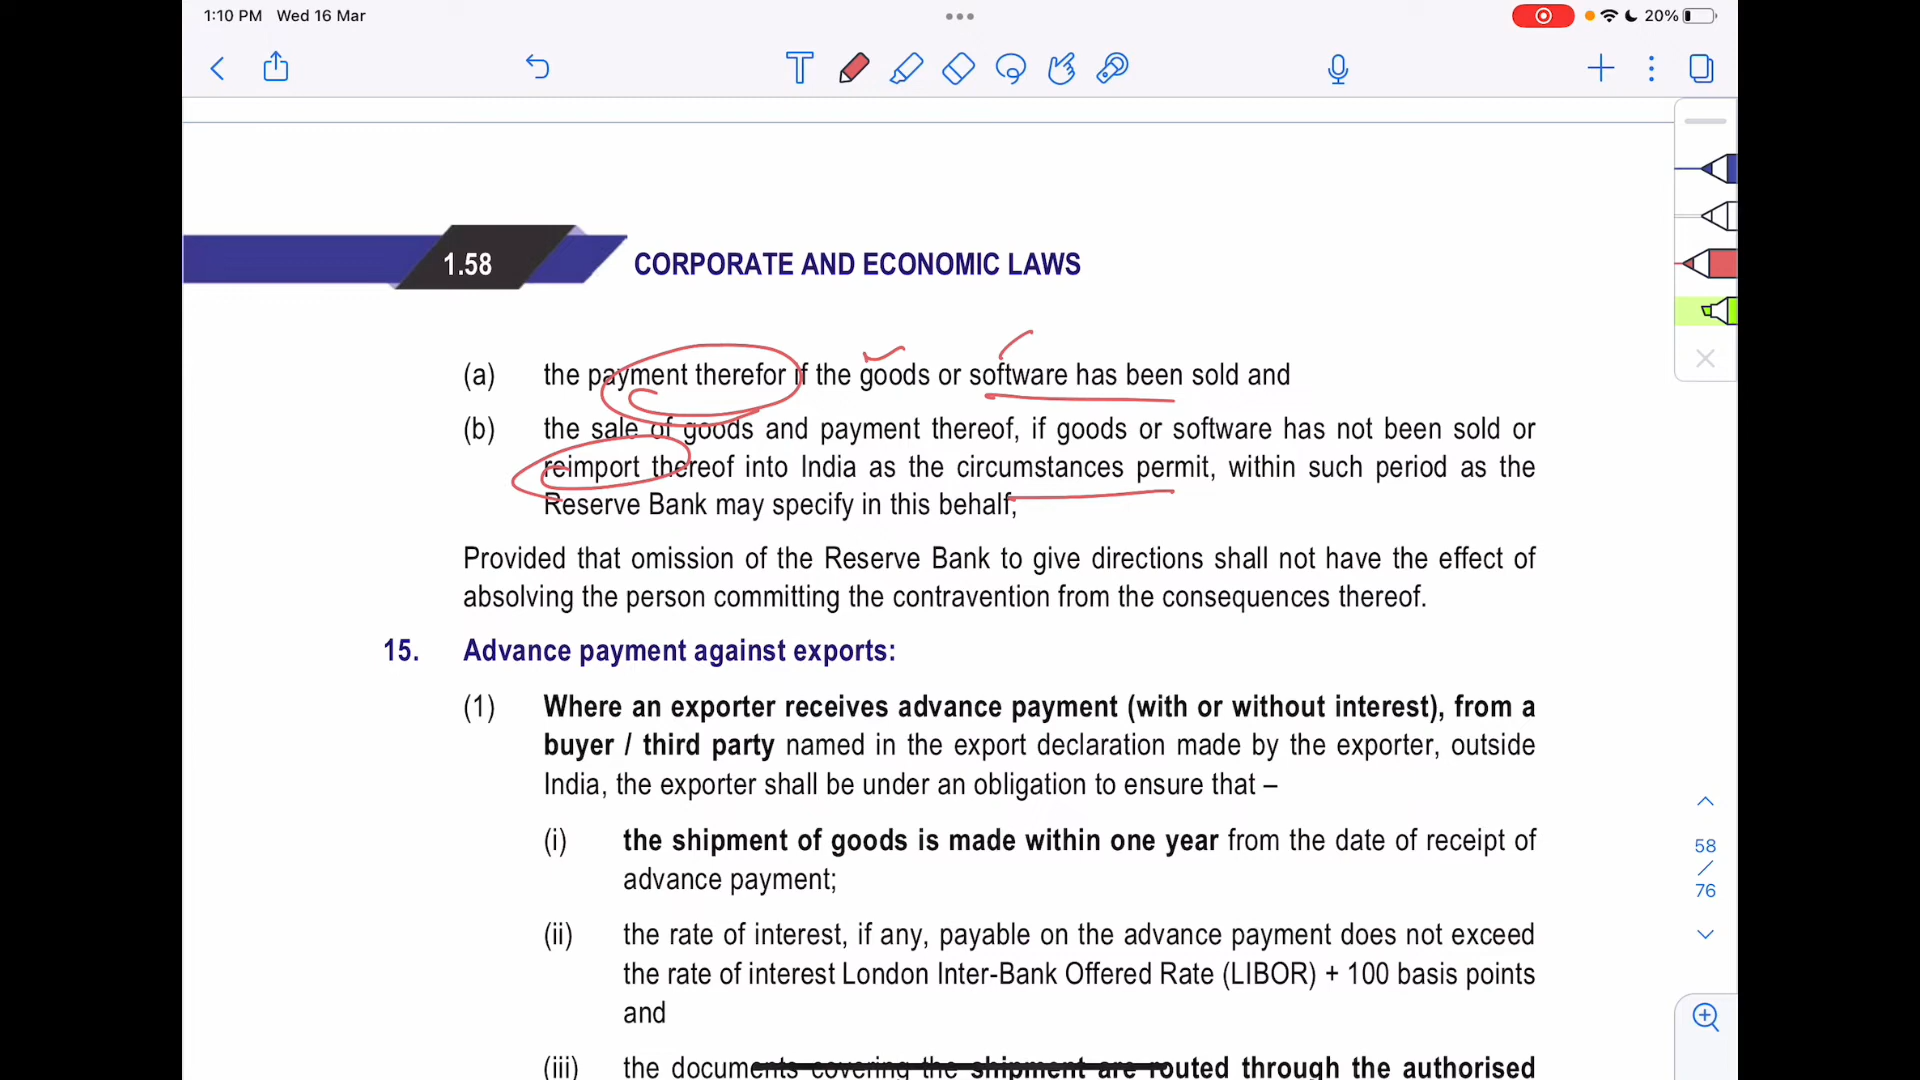 1:10 PM Wed 16 Mar
20%
1.58 CORPORATE AND ECONOMIC LAWS
(a) the payment therefor if the goods or software has been sold and
(b) the sale of goods and payment thereof, if goods or software has not been sold or
reimport thereof into India as the circumstances permit, within such period as the
Reserve Bank may specify in this behalf;
Provided that omission of the Reserve Bank to give directions shall not have the effect of
absolving the person committing the contravention from the consequences thereof.
15. Advance payment against exports:
(1) Where an exporter receives advance payment (with or without interest), from a
buyer / third party named in the export declaration made by the exporter, outside
India, the exporter shall be under an obligation to ensure that –
(i) the shipment of goods is made within one year from the date of receipt of
advance payment;
(ii) the rate of interest, if any, payable on the advance payment does not exceed
the rate of interest London Inter-Bank Offered Rate (LIBOR) + 100 basis points
and
(iii) the documents covering the shipment are routed through the authorised
58
/
76